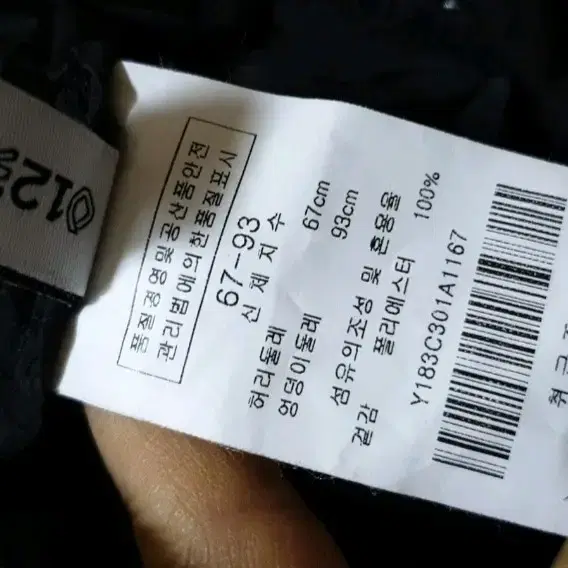 012
품질경영및공산품안전
관리법에의한품질표시
67-93
신체지수
허리둘레 67cm
엉덩이둘레 93cm
섬유의조성 및 혼용율
겉감 폴리에스터 100%
Y183C301A1167